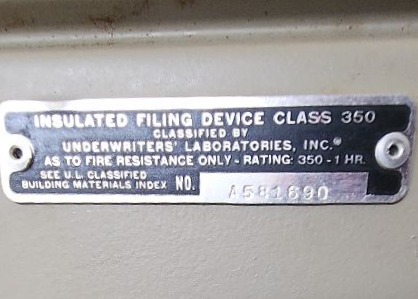 INSULATED FILING DEVICE CLASS 350
CLASSIFIED BY
UNDERWRITERS' LABORATORIES, INC.®
AS TO FIRE RESISTANCE ONLY - RATING: 350-1 HR.
SEE U.L. CLASSIFIED
BUILDING MATERIALS INDEX NO. A581690